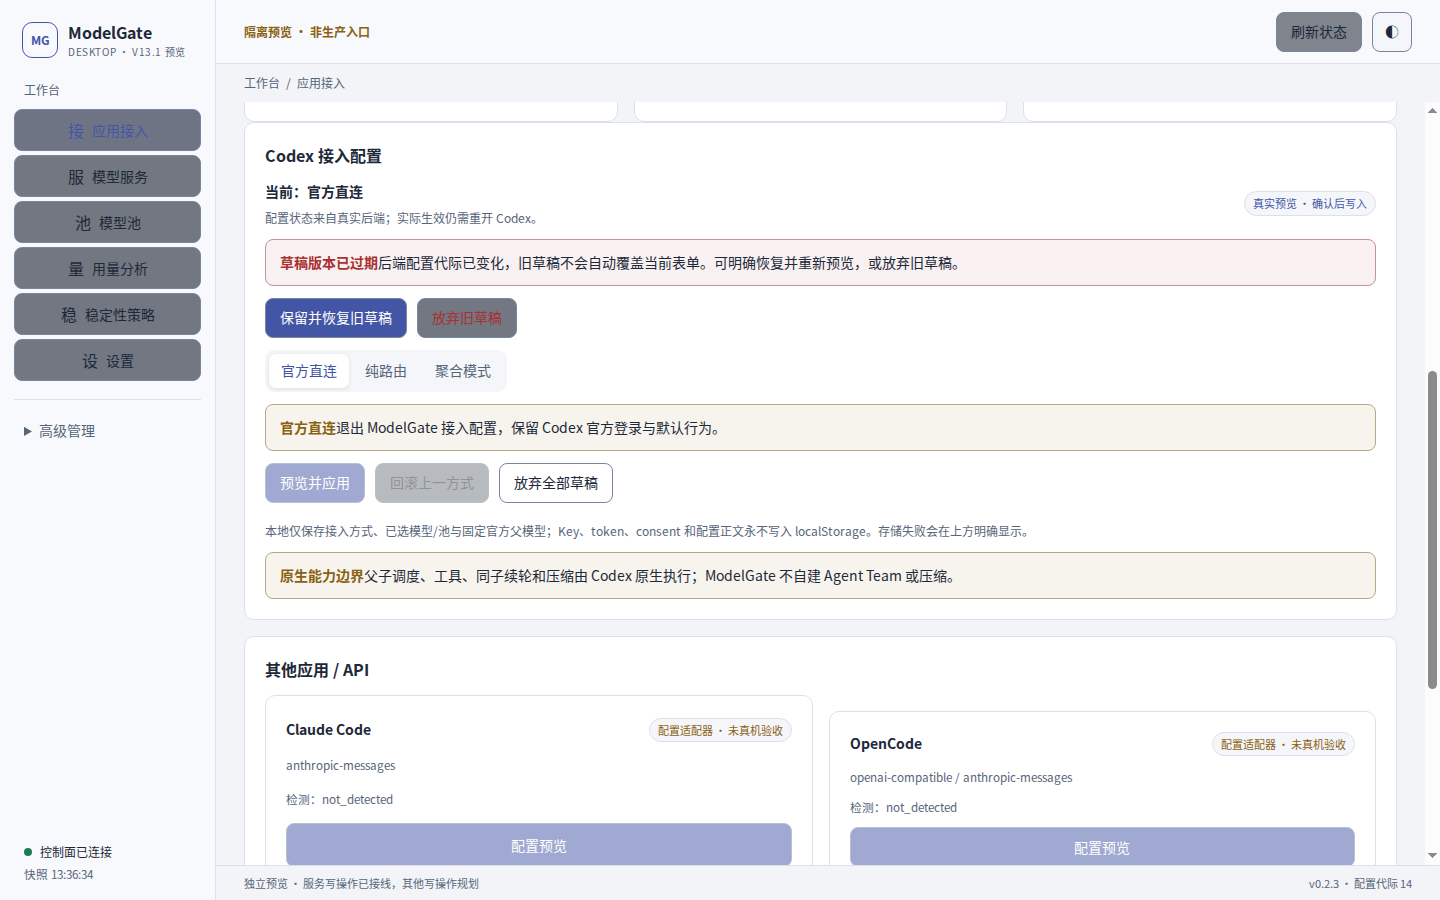 MG
ModelGate
DESKTOP · V13.1 预览
工作台
接 应用接入
服 模型服务
池 模型池
量 用量分析
稳 稳定性策略
设 设置
▶ 高级管理
控制面已连接
快照 13:36:34
隔离预览 · 非生产入口
刷新状态
工作台 / 应用接入
Codex 接入配置
当前：官方直连
配置状态来自真实后端；实际生效仍需重开 Codex。
真实预览 · 确认后写入
草稿版本已过期后端配置代际已变化，旧草稿不会自动覆盖当前表单。可明确恢复并重新预览，或放弃旧草稿。
保留并恢复旧草稿 放弃旧草稿
官方直连 纯路由 聚合模式
官方直连退出 ModelGate 接入配置，保留 Codex 官方登录与默认行为。
预览并应用 回滚上一方式 放弃全部草稿
本地仅保存接入方式、已选模型/池与固定官方父模型；Key、token、consent 和配置正文永不写入 localStorage。存储失败会在上方明确显示。
原生能力边界父子调度、工具、同子续轮和压缩由 Codex 原生执行；ModelGate 不自建 Agent Team 或压缩。
其他应用 / API
Claude Code
配置适配器 · 未真机验收
anthropic-messages
检测：not_detected
配置预览
OpenCode
配置适配器 · 未真机验收
openai-compatible / anthropic-messages
检测：not_detected
配置预览
独立预览 · 服务写操作已接线，其他写操作规划
v0.2.3 · 配置代际 14